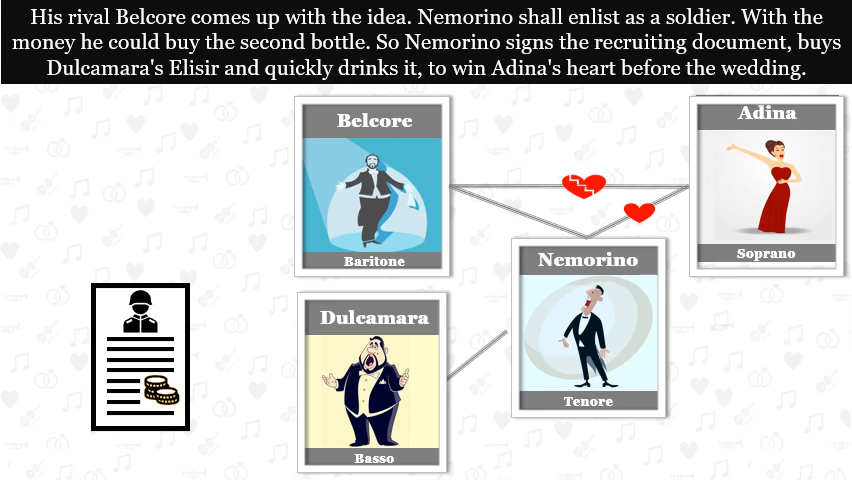 His rival Belcore comes up with the idea. Nemorino shall enlist as a soldier. With the
money he could buy the second bottle. So Nemorino signs the recruiting document, buys
Dulcamara's Elisir and quickly drinks it, to win Adina's heart before the wedding.
Belcore
Baritone
Adina
Soprano
Nemorino
Tenore
Dulcamara
Basso